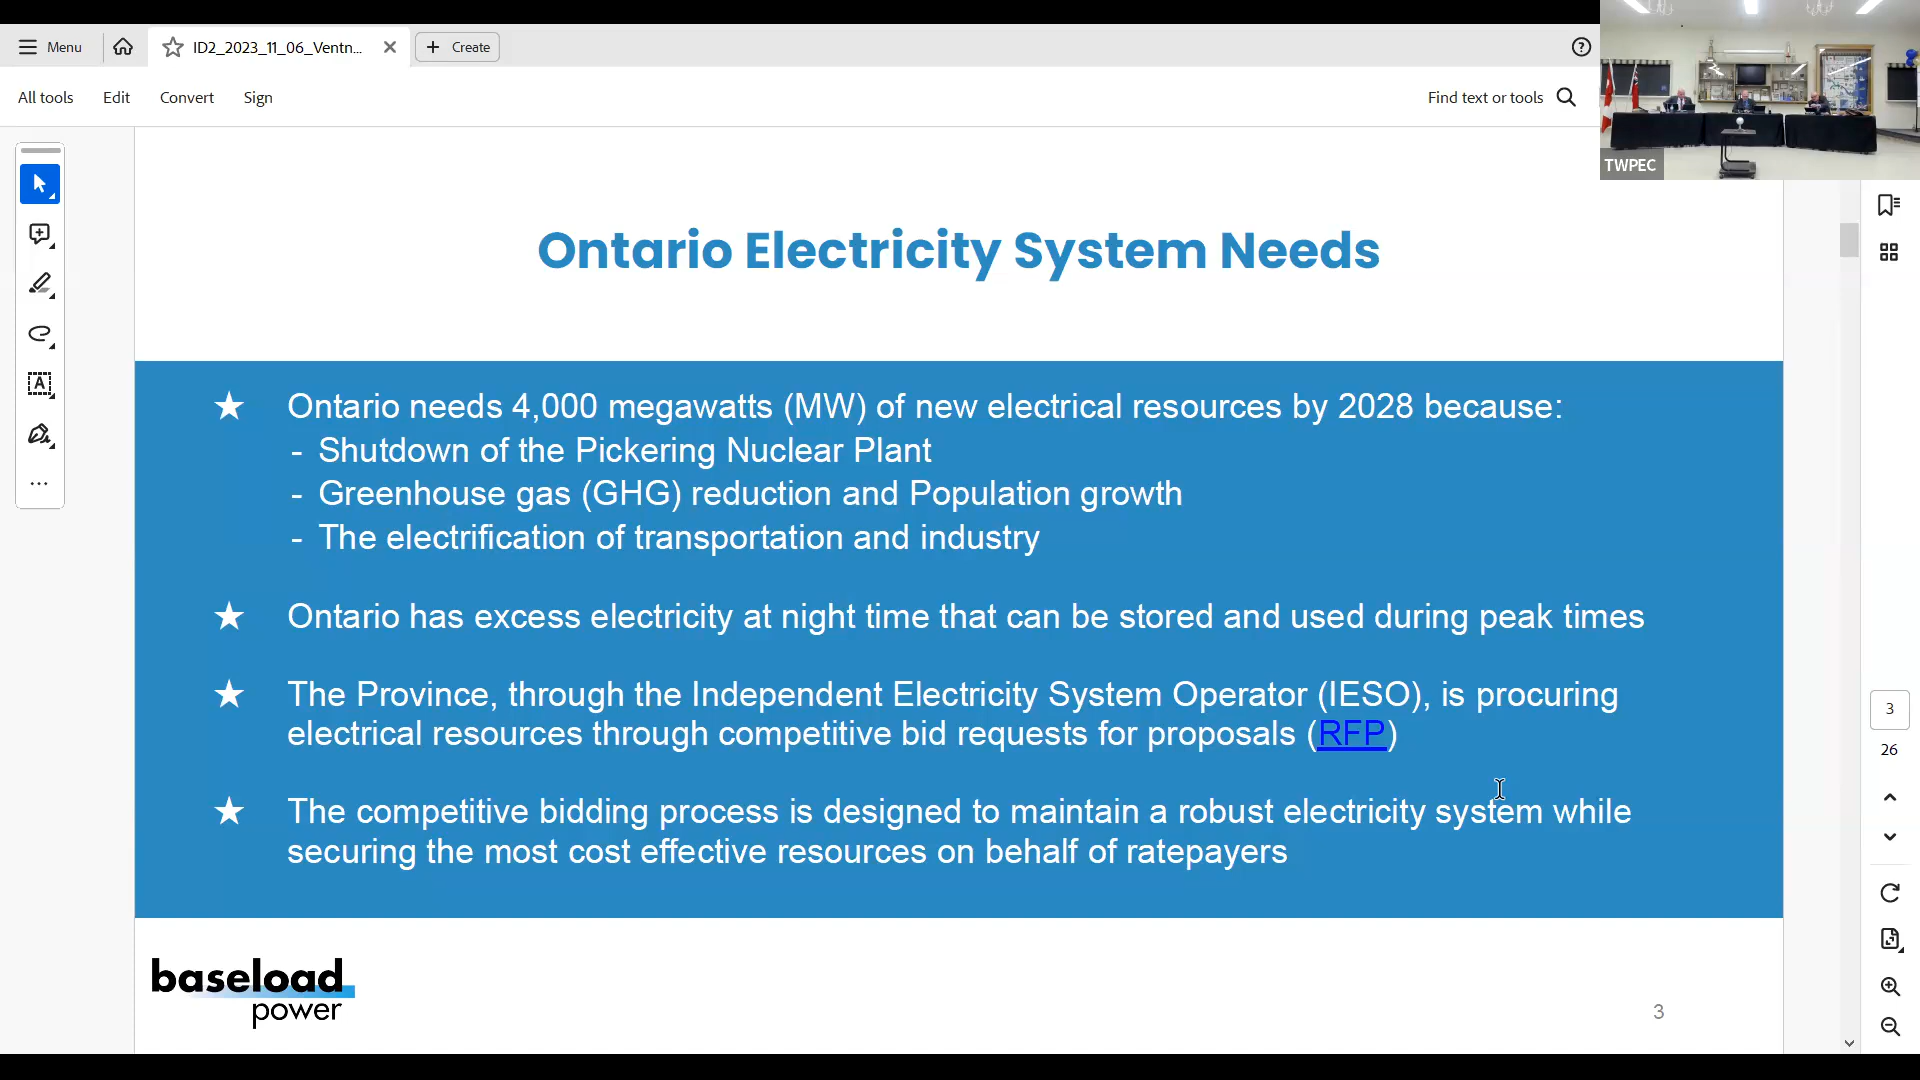 Menu
ID2_2023_11_06_Ventn...
Create
All tools
Edit
Convert
Sign
Find text or tools
TWPEC
Ontario Electricity System Needs
★ Ontario needs 4,000 megawatts (MW) of new electrical resources by 2028 because:
- Shutdown of the Pickering Nuclear Plant
- Greenhouse gas (GHG) reduction and Population growth
- The electrification of transportation and industry
★ Ontario has excess electricity at night time that can be stored and used during peak times
★ The Province, through the Independent Electricity System Operator (IESO), is procuring
electrical resources through competitive bid requests for proposals (RFP)
★ The competitive bidding process is designed to maintain a robust electricity system while
securing the most cost effective resources on behalf of ratepayers
baseload
power
3
3
26